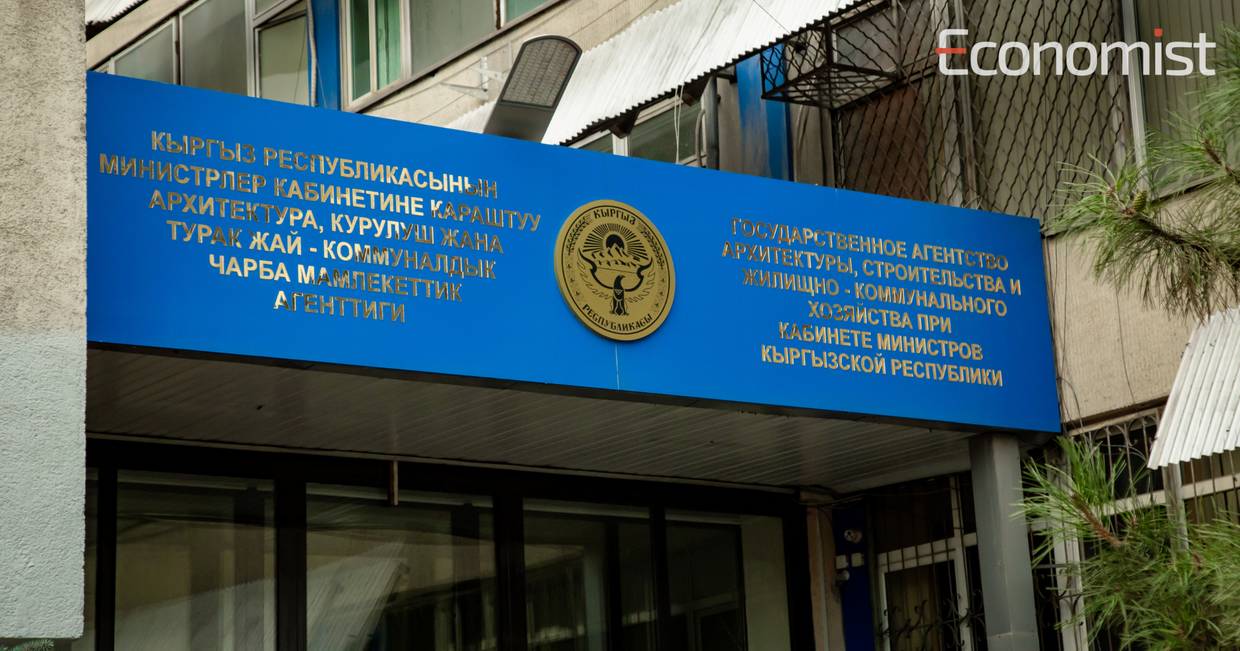 Economist
КЫРГЫЗ РЕСПУБЛИКАСЫНЫН
МИНИСТРЛЕР КАБИНЕТИНЕ КАРАШТУУ
АРХИТЕКТУРА, КУРУЛУШ ЖАНА
ТУРАК ЖАЙ - КОММУНАЛДЫК
ЧАРБА МАМЛЕКЕТТИК
АГЕНТТИГИ
КЫРГЫЗ
РЕСПУБЛИКАСЫ
ГОСУДАРСТВЕННОЕ АГЕНТСТВО
АРХИТЕКТУРЫ, СТРОИТЕЛЬСТВА И
ЖИЛИЩНО - КОММУНАЛЬНОГО
ХОЗЯЙСТВА ПРИ
КАБИНЕТЕ МИНИСТРОВ
КЫРГЫЗСКОЙ РЕСПУБЛИКИ